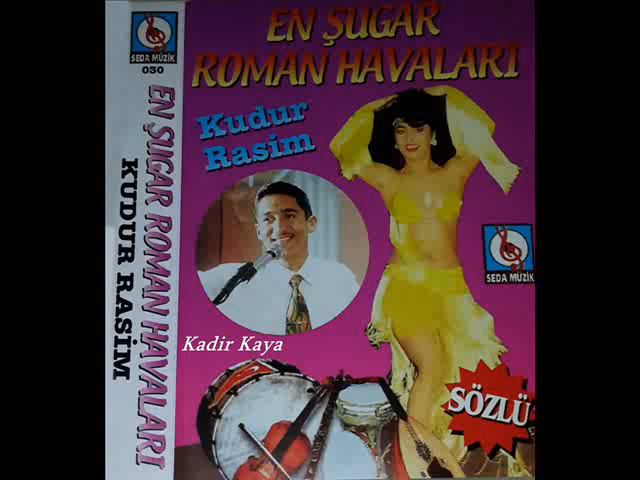 SEDA MÜZİK
030
EN ŞUGAR ROMAN HAVALARI
KUDUR RASİM
EN ŞUGAR
ROMAN HAVALARI
Kudur
Rasim
SEDA MÜZİK
Kadir Kaya
SÖZLÜ